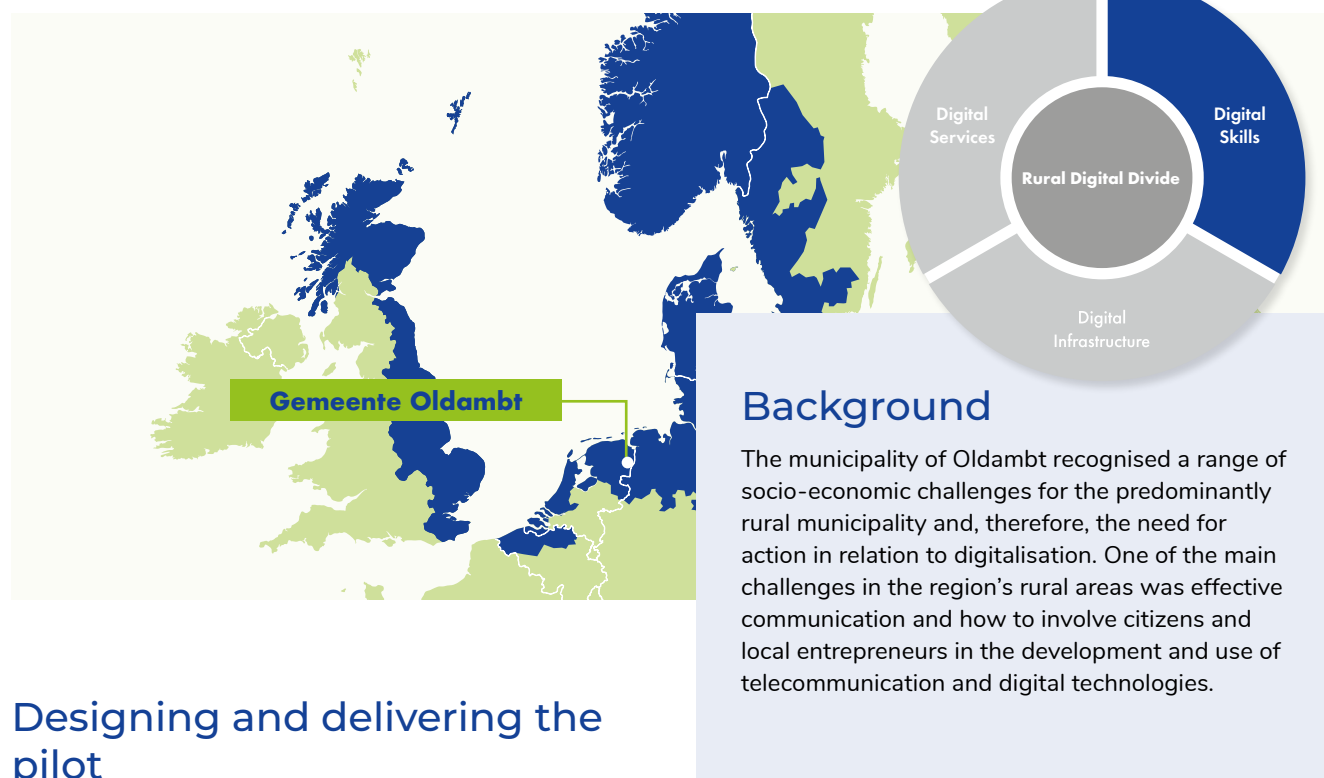 Digital
Services
Digital
Skills
Rural Digital Divide
Digital
Infrastructure
Gemeente Oldambt
Background
The municipality of Oldambt recognised a range of
socio-economic challenges for the predominantly
rural municipality and, therefore, the need for
action in relation to digitalisation. One of the main
challenges in the region’s rural areas was effective
communication and how to involve citizens and
local entrepreneurs in the development and use of
telecommunication and digital technologies.
Designing and delivering the
pilot